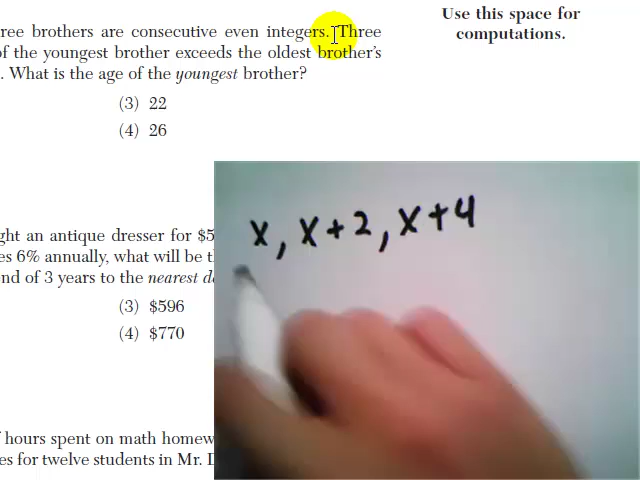 ree brothers are consecutive even integers. Three
of the youngest brother exceeds the oldest brother's
. What is the age of the youngest brother?
(3) 22
(4) 26
Use this space for
computations.
x, x+2, x+4
ght an antique dresser for $5
es 6% annually, what will be t
nd of 3 years to the nearest d
(3) $596
(4) $770
f hours spent on math homew
es for twelve students in Mr. D